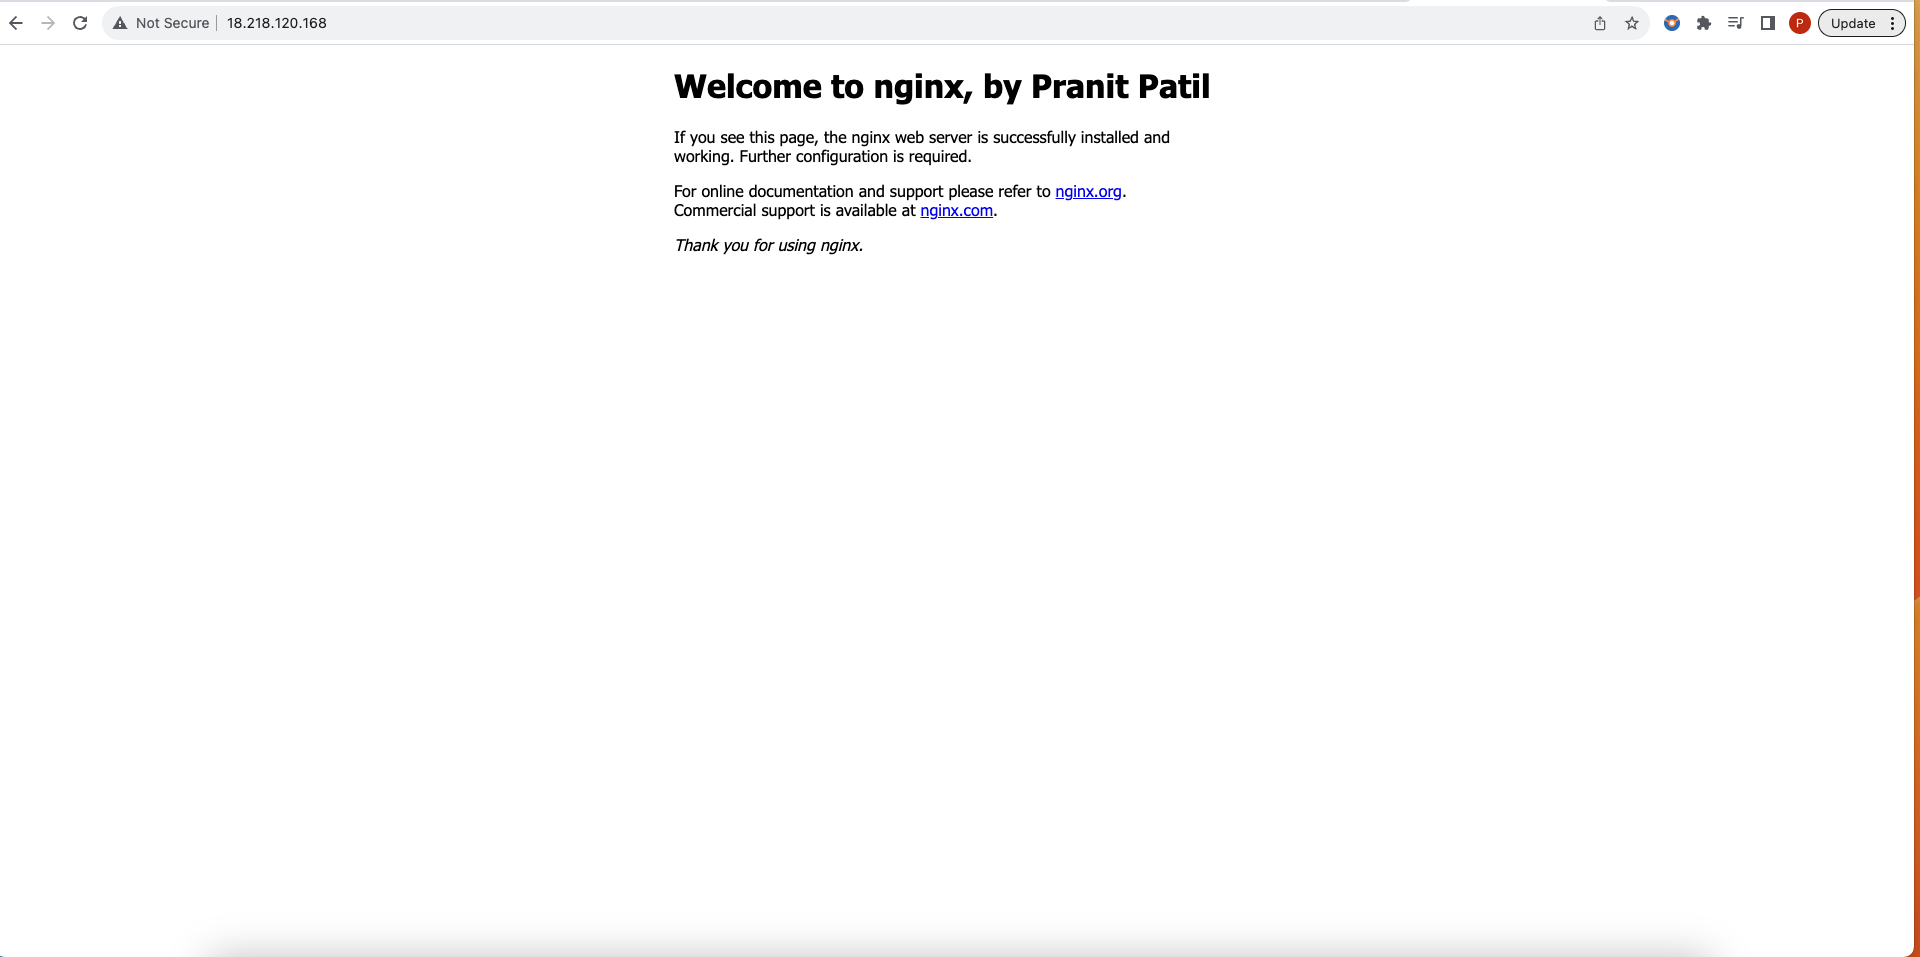 Not Secure 18.218.120.168 P Update
Welcome to nginx, by Pranit Patil
If you see this page, the nginx web server is successfully installed and
working. Further configuration is required.
For online documentation and support please refer to nginx.org.
Commercial support is available at nginx.com.
Thank you for using nginx.